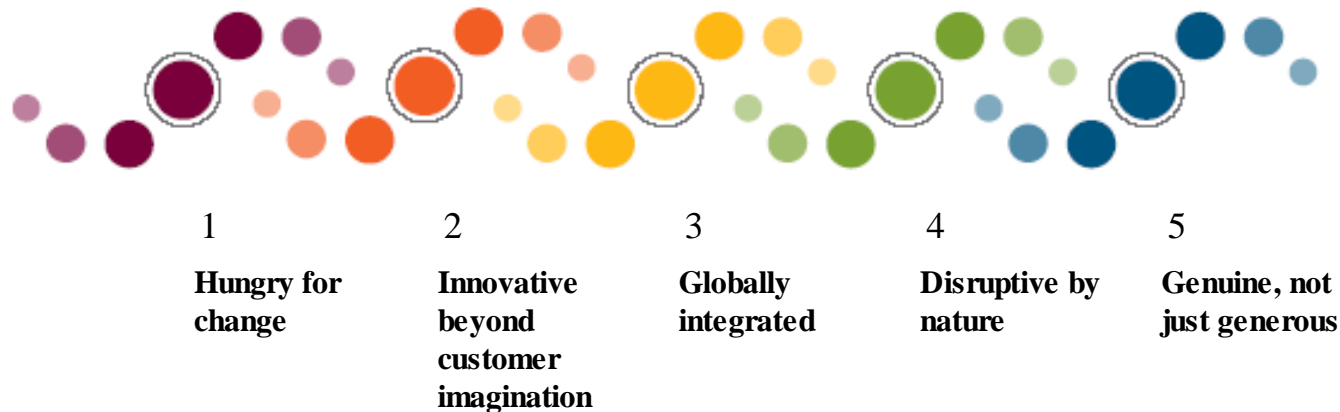 1
Hungry for
change
2
Innovative
beyond
customer
imagination
3
Globally
integrated
4
Disruptive by
nature
5
Genuine, not
just generous